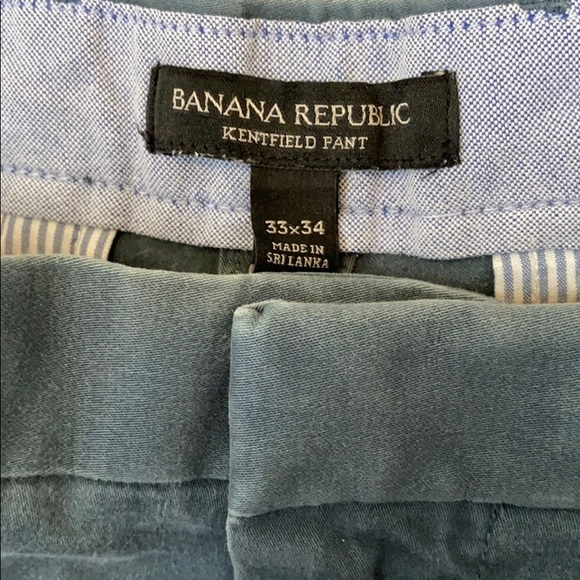 BANANA REPUBLIC
KENTFIELD PANT
33x34
MADE IN
SRI LANKA